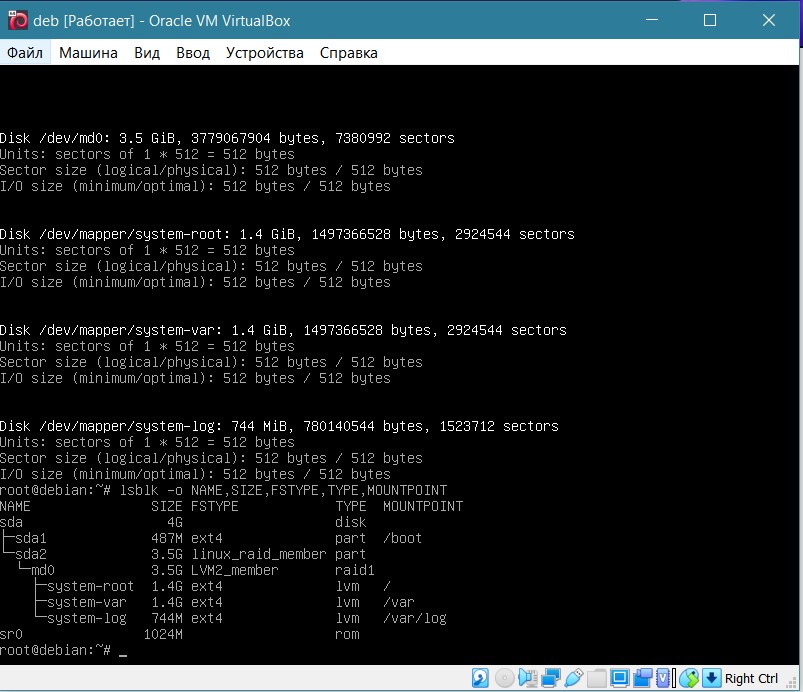 deb [Работает] - Oracle VM VirtualBox
Файл Машина Вид Ввод Устройства Справка
Disk /dev/md0: 3.5 GiB, 3779067904 bytes, 7380992 sectors
Units: sectors of 1 * 512 = 512 bytes
Sector size (logical/physical): 512 bytes / 512 bytes
I/O size (minimum/optimal): 512 bytes / 512 bytes
Disk /dev/mapper/system-root: 1.4 GiB, 1497366528 bytes, 2924544 sectors
Units: sectors of 1 * 512 = 512 bytes
Sector size (logical/physical): 512 bytes / 512 bytes
I/O size (minimum/optimal): 512 bytes / 512 bytes
Disk /dev/mapper/system-var: 1.4 GiB, 1497366528 bytes, 2924544 sectors
Units: sectors of 1 * 512 = 512 bytes
Sector size (logical/physical): 512 bytes / 512 bytes
I/O size (minimum/optimal): 512 bytes / 512 bytes
Disk /dev/mapper/system-log: 744 MiB, 780140544 bytes, 1523712 sectors
Units: sectors of 1 * 512 = 512 bytes
Sector size (logical/physical): 512 bytes / 512 bytes
I/O size (minimum/optimal): 512 bytes / 512 bytes
root@debian:~# lsblk -o NAME,SIZE,FSTYPE,TYPE,MOUNTPOINT
NAME SIZE FSTYPE TYPE MOUNTPOINT
sda 4G disk
├─sda1 487M ext4 part /boot
└─sda2 3.5G linux_raid_member part
└─md0 3.5G LVM2_member raid1
├─system-root 1.4G ext4 lvm /
├─system-var 1.4G ext4 lvm /var
└─system-log 744M ext4 lvm /var/log
sr0 1024M rom
root@debian:~# _
Right Ctrl